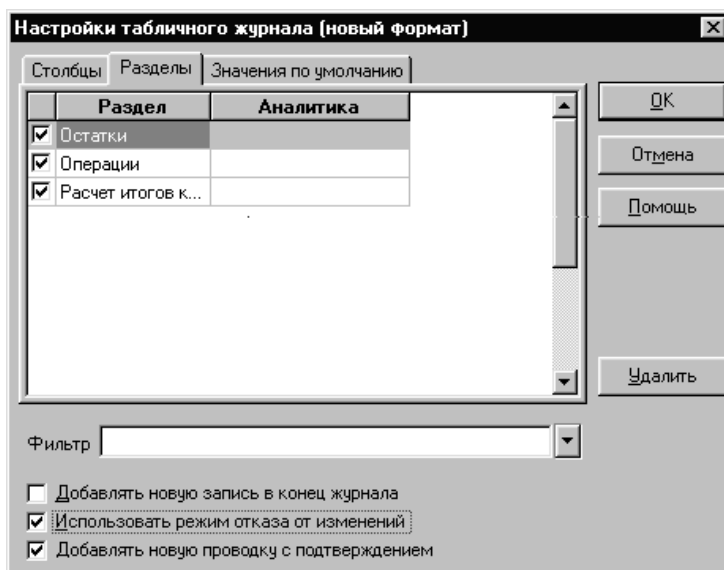 Настройки табличного журнала (новый формат)
Столбцы Разделы Значения по умолчанию
Раздел Аналитика
Остатки
Операции
Расчет итогов к...
OK
Отмена
Помощь
Удалить
Фильтр
Добавлять новую запись в конец журнала
Использовать режим отказа от изменений
Добавлять новую проводку с подтверждением